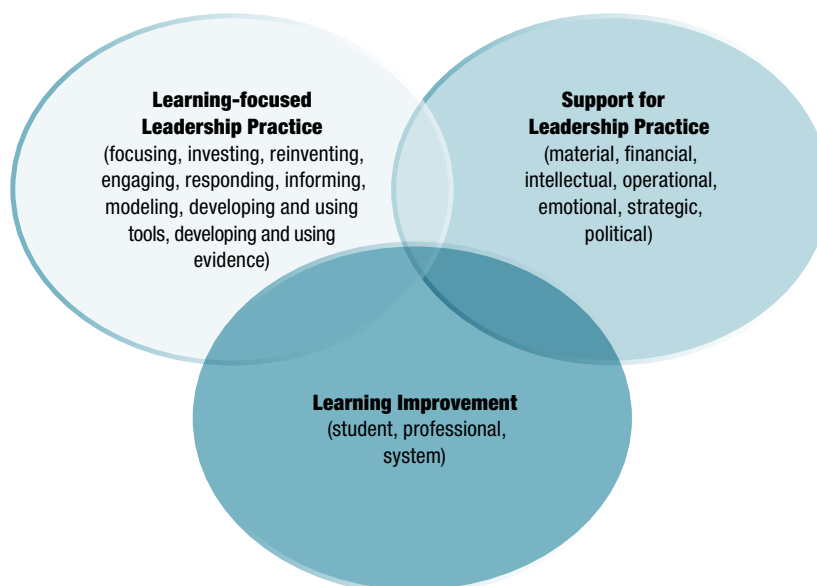 Learning-focused
Leadership Practice
(focusing, investing, reinventing,
engaging, responding, informing,
modeling, developing and using
tools, developing and using
evidence)
Support for
Leadership Practice
(material, financial,
intellectual, operational,
emotional, strategic,
political)
Learning Improvement
(student, professional,
system)